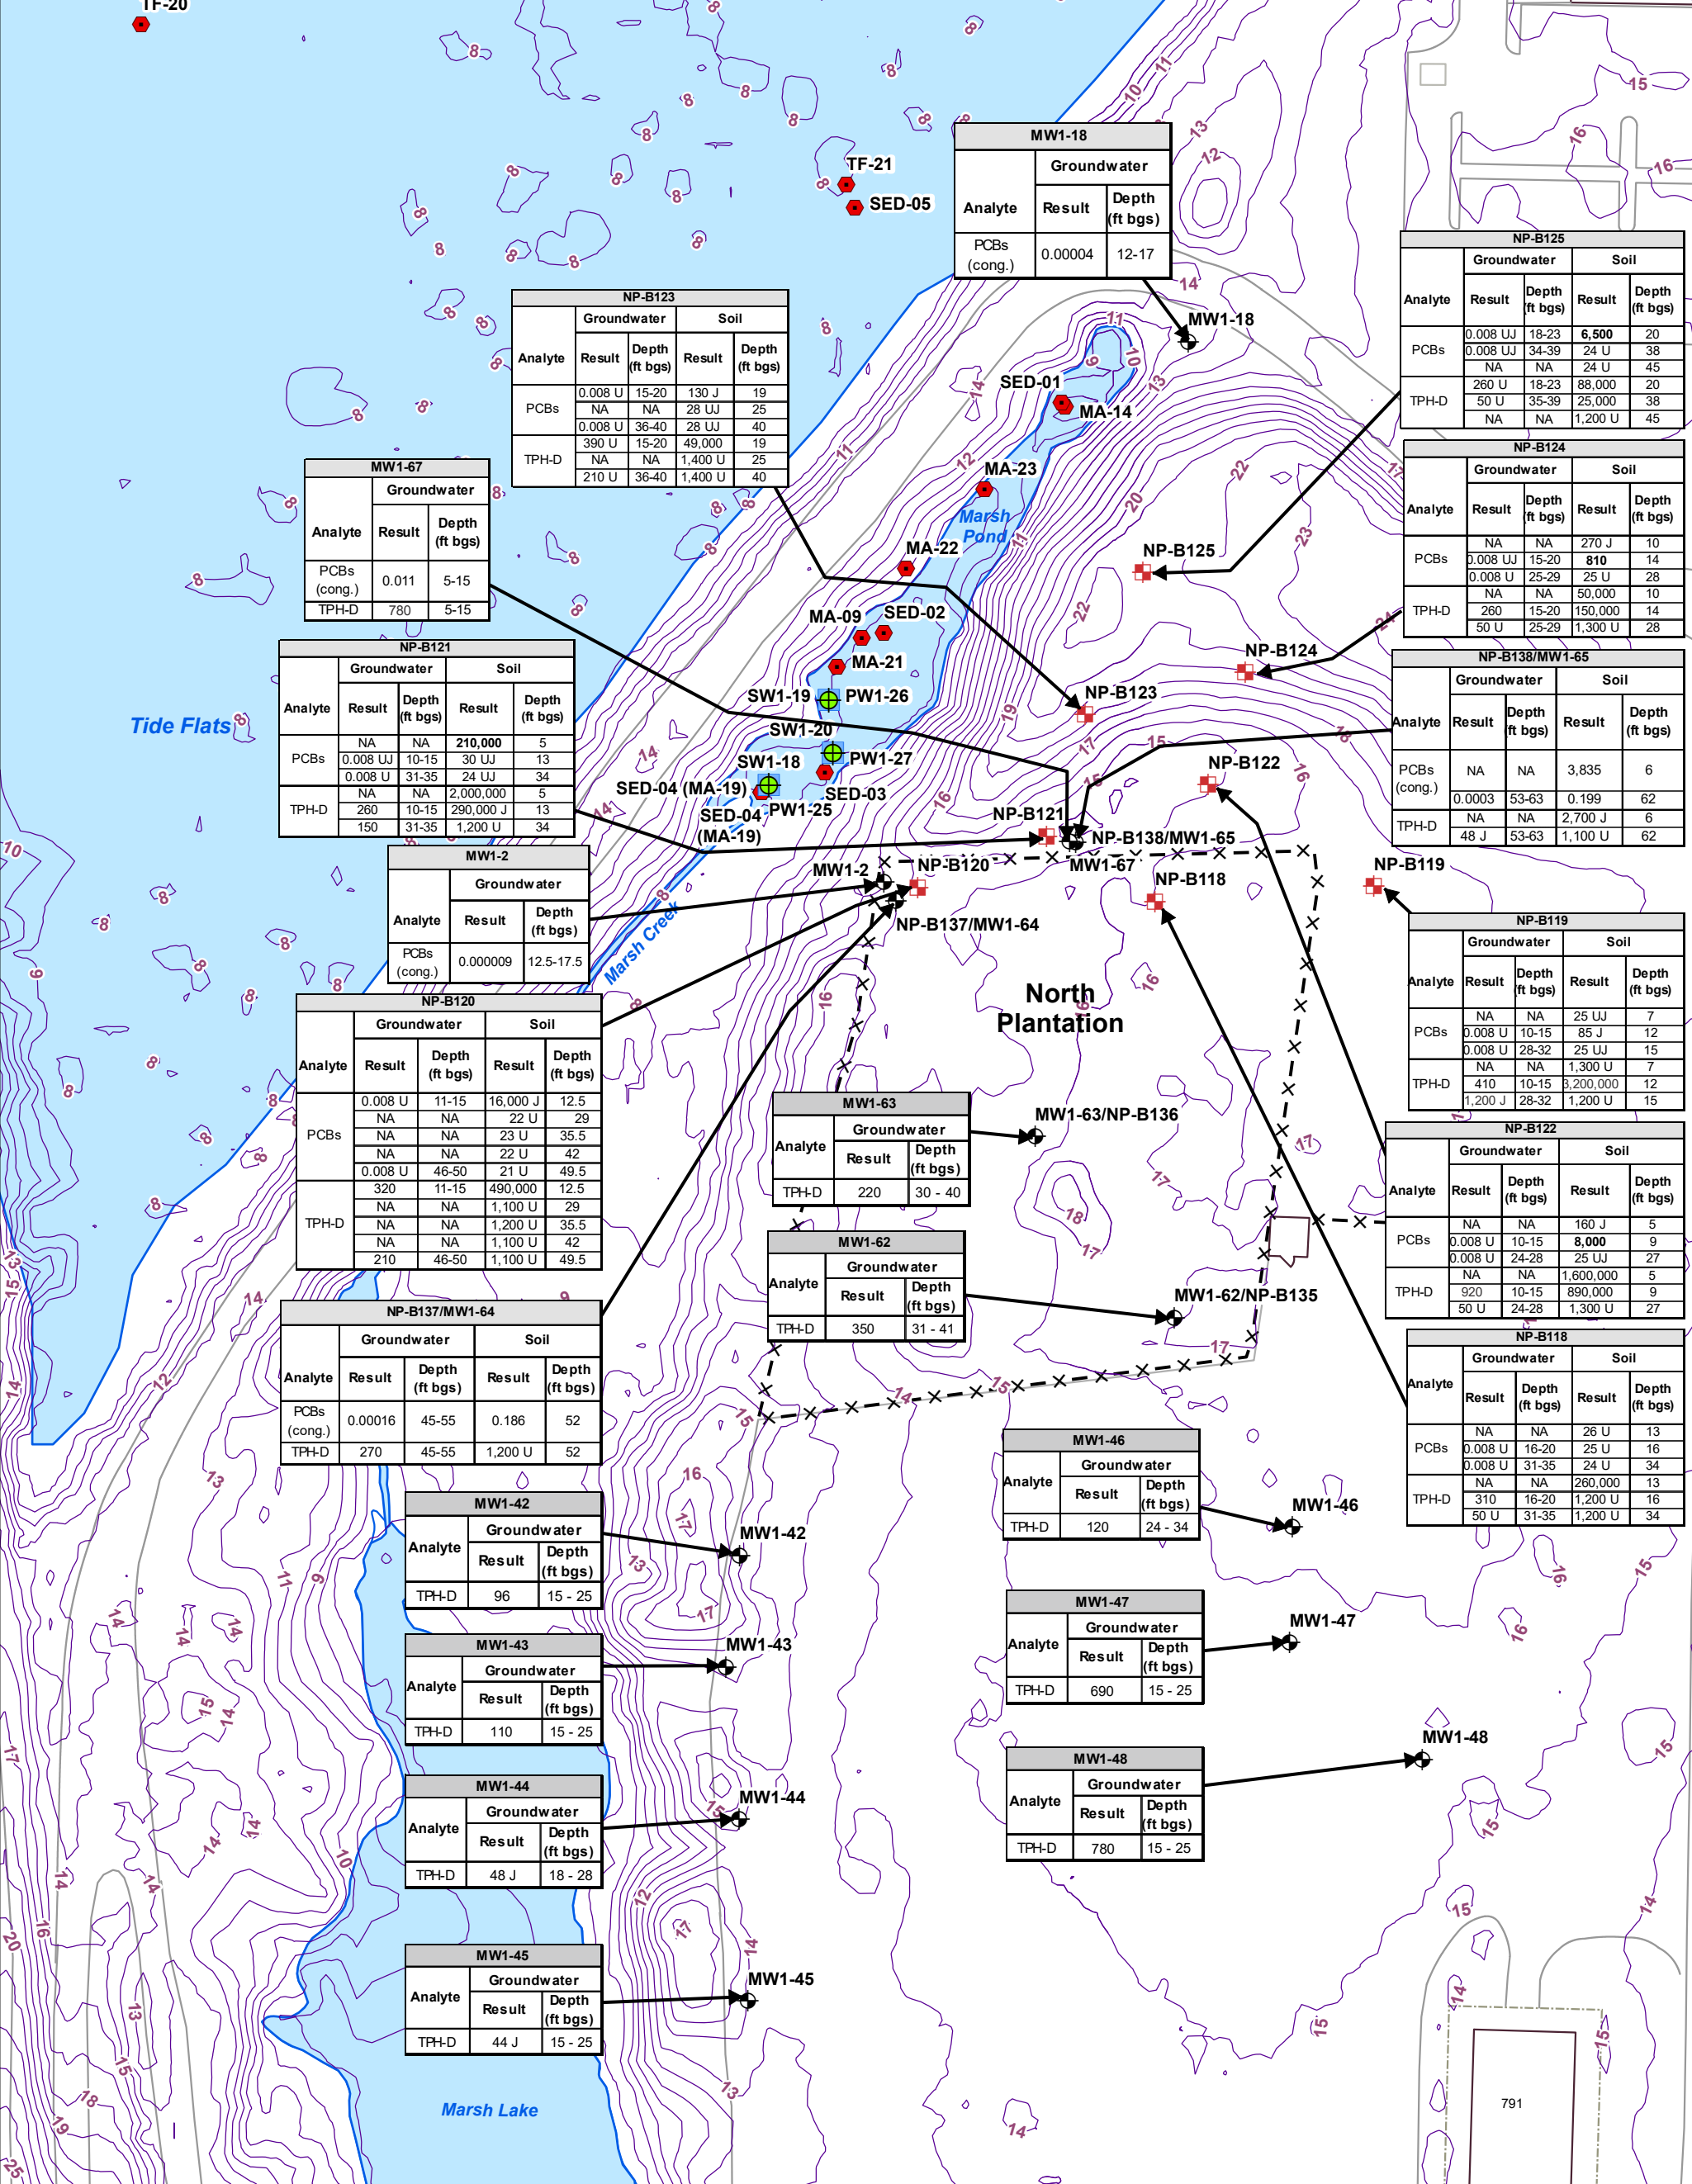 TF-20
TF-21
SED-05
MW1-18
Groundwater
Analyte Result Depth (ft bgs)
PCBs (cong.) 0.00004 12-17
MW1-18
NP-B125
Groundwater Soil
Analyte Result Depth (ft bgs) Result Depth (ft bgs)
PCBs 0.008 UJ 18-23 6,500 20
0.008 UJ 34-39 24 U 38
NA NA 24 U 45
TPH-D 260 U 18-23 88,000 20
50 U 35-39 25,000 38
NA NA 1,200 U 45
NP-B123
Groundwater Soil
Analyte Result Depth (ft bgs) Result Depth (ft bgs)
PCBs 0.008 U 15-20 130 J 19
NA NA 28 UJ 25
0.008 U 36-40 28 UJ 40
TPH-D 390 U 15-20 49,000 19
NA NA 1,400 U 25
210 U 36-40 1,400 U 40
SED-01
MA-14
MA-23
Marsh
Pond
MA-22
NP-B125
NP-B124
Groundwater Soil
Analyte Result Depth (ft bgs) Result Depth (ft bgs)
PCBs NA NA 270 J 10
0.008 UJ 15-20 810 14
0.008 U 25-29 25 U 28
TPH-D NA NA 50,000 10
260 15-20 150,000 14
50 U 25-29 1,300 U 28
MW1-67
Groundwater
Analyte Result Depth (ft bgs)
PCBs (cong.) 0.011 5-15
TPH-D 780 5-15
MA-09
SED-02
MA-21
SW1-19
PW1-26
SW1-20
PW1-27
SW1-18
SED-04 (MA-19)
PW1-25
SED-03
SED-04
(MA-19)
NP-B124
NP-B123
NP-B122
NP-B121
Groundwater Soil
Analyte Result Depth (ft bgs) Result Depth (ft bgs)
PCBs NA NA 210,000 5
0.008 UJ 10-15 30 UJ 13
0.008 U 31-35 24 UJ 34
TPH-D NA NA 2,000,000 5
260 10-15 290,000 J 13
150 31-35 1,200 U 34
Tide Flats
NP-B138/MW1-65
Groundwater Soil
Analyte Result Depth (ft bgs) Result Depth (ft bgs)
PCBs (cong.) NA NA 3,835 6
0.0003 53-63 0.199 62
TPH-D NA NA 2,700 J 6
48 J 53-63 1,100 U 62
NP-B121
NP-B138/MW1-65
MW1-67
MW1-2
NP-B120
NP-B118
NP-B119
NP-B137/MW1-64
MW1-2
Groundwater
Analyte Result Depth (ft bgs)
PCBs (cong.) 0.000009 12.5-17.5
Marsh Creek
North
Plantation
NP-B119
Groundwater Soil
Analyte Result Depth (ft bgs) Result Depth (ft bgs)
PCBs NA NA 25 UJ 7
0.008 U 10-15 85 J 12
0.008 U 28-32 25 UJ 15
TPH-D NA NA 1,300 U 7
410 10-15 3,200,000 12
1,200 J 28-32 1,200 U 15
NP-B120
Groundwater Soil
Analyte Result Depth (ft bgs) Result Depth (ft bgs)
PCBs 0.008 U 11-15 16,000 J 12.5
NA NA 22 U 29
NA NA 23 U 35.5
NA NA 22 U 42
0.008 U 46-50 21 U 49.5
TPH-D 320 11-15 490,000 12.5
NA NA 1,100 U 29
NA NA 1,200 U 35.5
NA NA 1,100 U 42
210 46-50 1,100 U 49.5
MW1-63
Groundwater
Analyte Result Depth (ft bgs)
TPH-D 220 30 - 40
MW1-63/NP-B136
NP-B122
Groundwater Soil
Analyte Result Depth (ft bgs) Result Depth (ft bgs)
PCBs NA NA 160 J 5
0.008 U 10-15 8,000 9
0.008 U 24-28 25 UJ 27
TPH-D NA NA 1,600,000 5
920 10-15 890,000 9
50 U 24-28 1,300 U 27
MW1-62
Groundwater
Analyte Result Depth (ft bgs)
TPH-D 350 31 - 41
MW1-62/NP-B135
NP-B137/MW1-64
Groundwater Soil
Analyte Result Depth (ft bgs) Result Depth (ft bgs)
PCBs (cong.) 0.00016 45-55 0.186 52
TPH-D 270 45-55 1,200 U 52
NP-B118
Groundwater Soil
Analyte Result Depth (ft bgs) Result Depth (ft bgs)
PCBs NA NA 26 U 13
0.008 U 16-20 25 U 16
0.008 U 31-35 24 U 34
TPH-D NA NA 260,000 13
310 16-20 1,200 U 16
50 U 31-35 1,200 U 34
MW1-46
Groundwater
Analyte Result Depth (ft bgs)
TPH-D 120 24 - 34
MW1-46
MW1-42
Groundwater
Analyte Result Depth (ft bgs)
TPH-D 96 15 - 25
MW1-42
MW1-47
Groundwater
Analyte Result Depth (ft bgs)
TPH-D 690 15 - 25
MW1-47
MW1-43
Groundwater
Analyte Result Depth (ft bgs)
TPH-D 110 15 - 25
MW1-43
MW1-48
Groundwater
Analyte Result Depth (ft bgs)
TPH-D 780 15 - 25
MW1-48
MW1-44
Groundwater
Analyte Result Depth (ft bgs)
TPH-D 48 J 18 - 28
MW1-44
MW1-45
Groundwater
Analyte Result Depth (ft bgs)
TPH-D 44 J 15 - 25
MW1-45
Marsh Lake
791